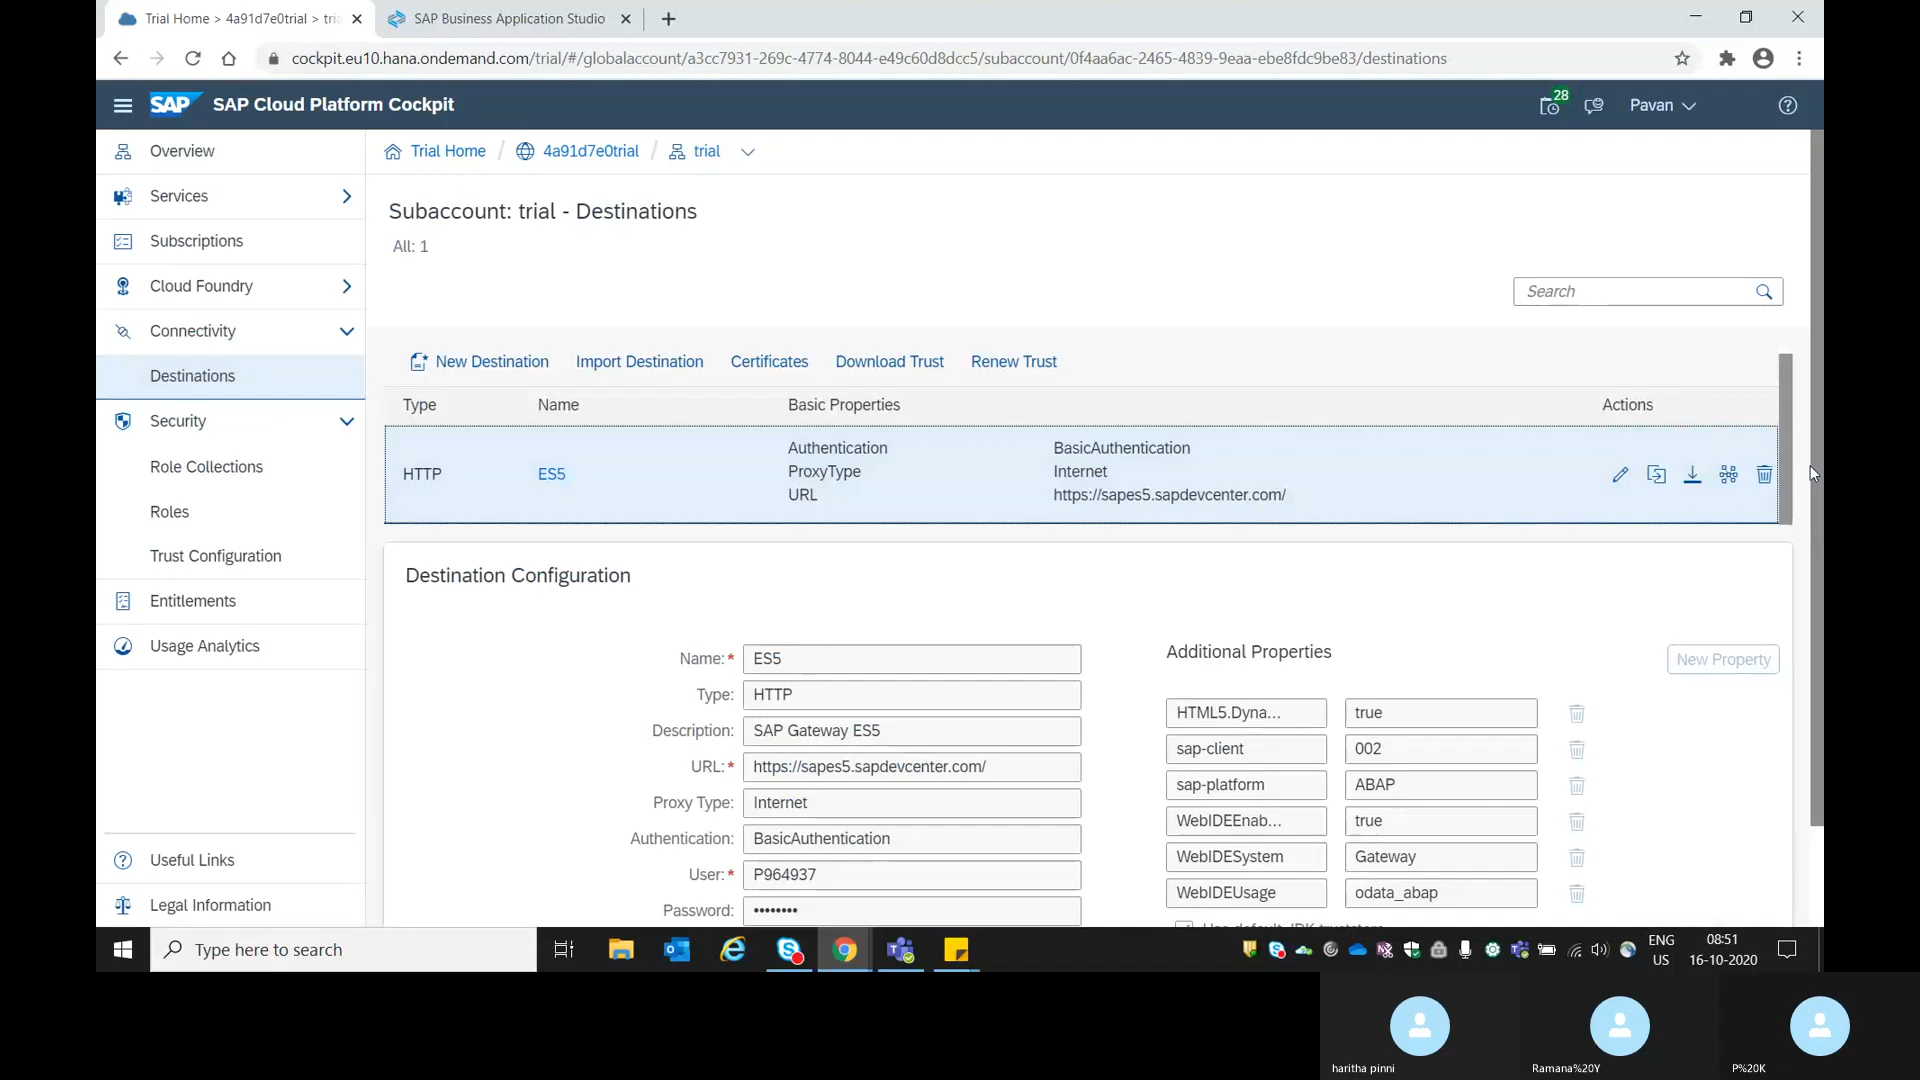 Trial Home > 4a91d7e0trial > tria
SAP Business Application Studio
cockpit.eu10.hana.ondemand.com/trial/#/globalaccount/a3cc7931-269c-4774-8044-e49c60d8dcc5/subaccount/0f4aa6ac-2465-4839-9eaa-ebe8fdc9be83/destinations
SAP SAP Cloud Platform Cockpit
28
Pavan
Overview
Services
Subscriptions
Cloud Foundry
Connectivity
Destinations
Security
Role Collections
Roles
Trust Configuration
Entitlements
Usage Analytics
Useful Links
Legal Information
Trial Home / 4a91d7e0trial / trial
Subaccount: trial - Destinations
All: 1
Search
New Destination Import Destination Certificates Download Trust Renew Trust
Type Name Basic Properties Actions
HTTP ES5
Authentication BasicAuthentication
ProxyType Internet
URL https://sapes5.sapdevcenter.com/
Destination Configuration
Name:* ES5
Type: HTTP
Description: SAP Gateway ES5
URL:* https://sapes5.sapdevcenter.com/
Proxy Type: Internet
Authentication: BasicAuthentication
User:* P964937
Password: ••••••••
Additional Properties
New Property
HTML5.Dyna... true
sap-client 002
sap-platform ABAP
WebIDEEnab... true
WebIDESystem Gateway
WebIDEUsage odata_abap
Type here to search
ENG
US
08:51
16-10-2020
haritha pinni
Ramana%20Y
P%20K